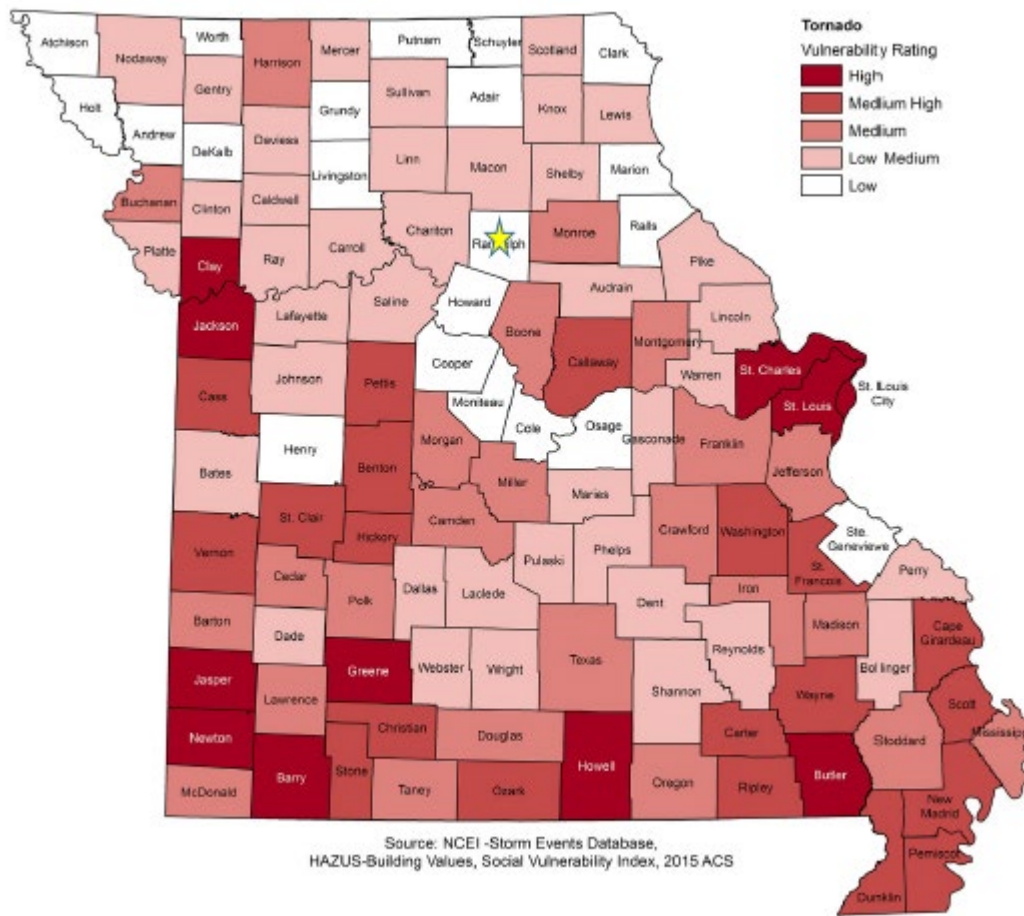 Tornado
Vulnerability Rating
High
Medium High
Medium
Low Medium
Low
Atchison
Nodaway
Worth
Harrison
Mercer
Putnam
Schuyler
Scotland
Clark
Holt
Andrew
Gentry
DeKalb
Daviess
Grundy
Livingston
Sullivan
Adair
Knox
Lewis
Linn
Macon
Shelby
Marion
Buchanan
Clinton
Caldwell
Platte
Clay
Ray
Carroll
Chariton
Monroe
Ralls
Pike
Audrain
Jackson
Lafayette
Saline
Howard
Boone
Callaway
Montgomery
Lincoln
Warren
St. Charles
St. Louis
City
St. Louis
Cass
Johnson
Pettis
Cooper
Moniteau
Cole
Osage
Gasconade
Franklin
Jefferson
Bates
Henry
Benton
Morgan
Miller
Maries
Vernon
St. Clair
Hickory
Camden
Pulaski
Phelps
Crawford
Washington
St.
Francois
Ste.
Genevieve
Perry
Barton
Cedar
Polk
Dallas
Laclede
Dent
Iron
Madison
Cape
Girardeau
Dade
Greene
Webster
Wright
Texas
Shannon
Reynolds
Bollinger
Jasper
Lawrence
Wayne
Scott
Newton
Christian
Douglas
Howell
Carter
Stoddard
Mississippi
McDonald
Barry
Stone
Taney
Ozark
Oregon
Ripley
Butler
New
Madrid
Pemiscot
Dunklin
Source: NCEI -Storm Events Database,
HAZUS-Building Values, Social Vulnerability Index, 2015 ACS